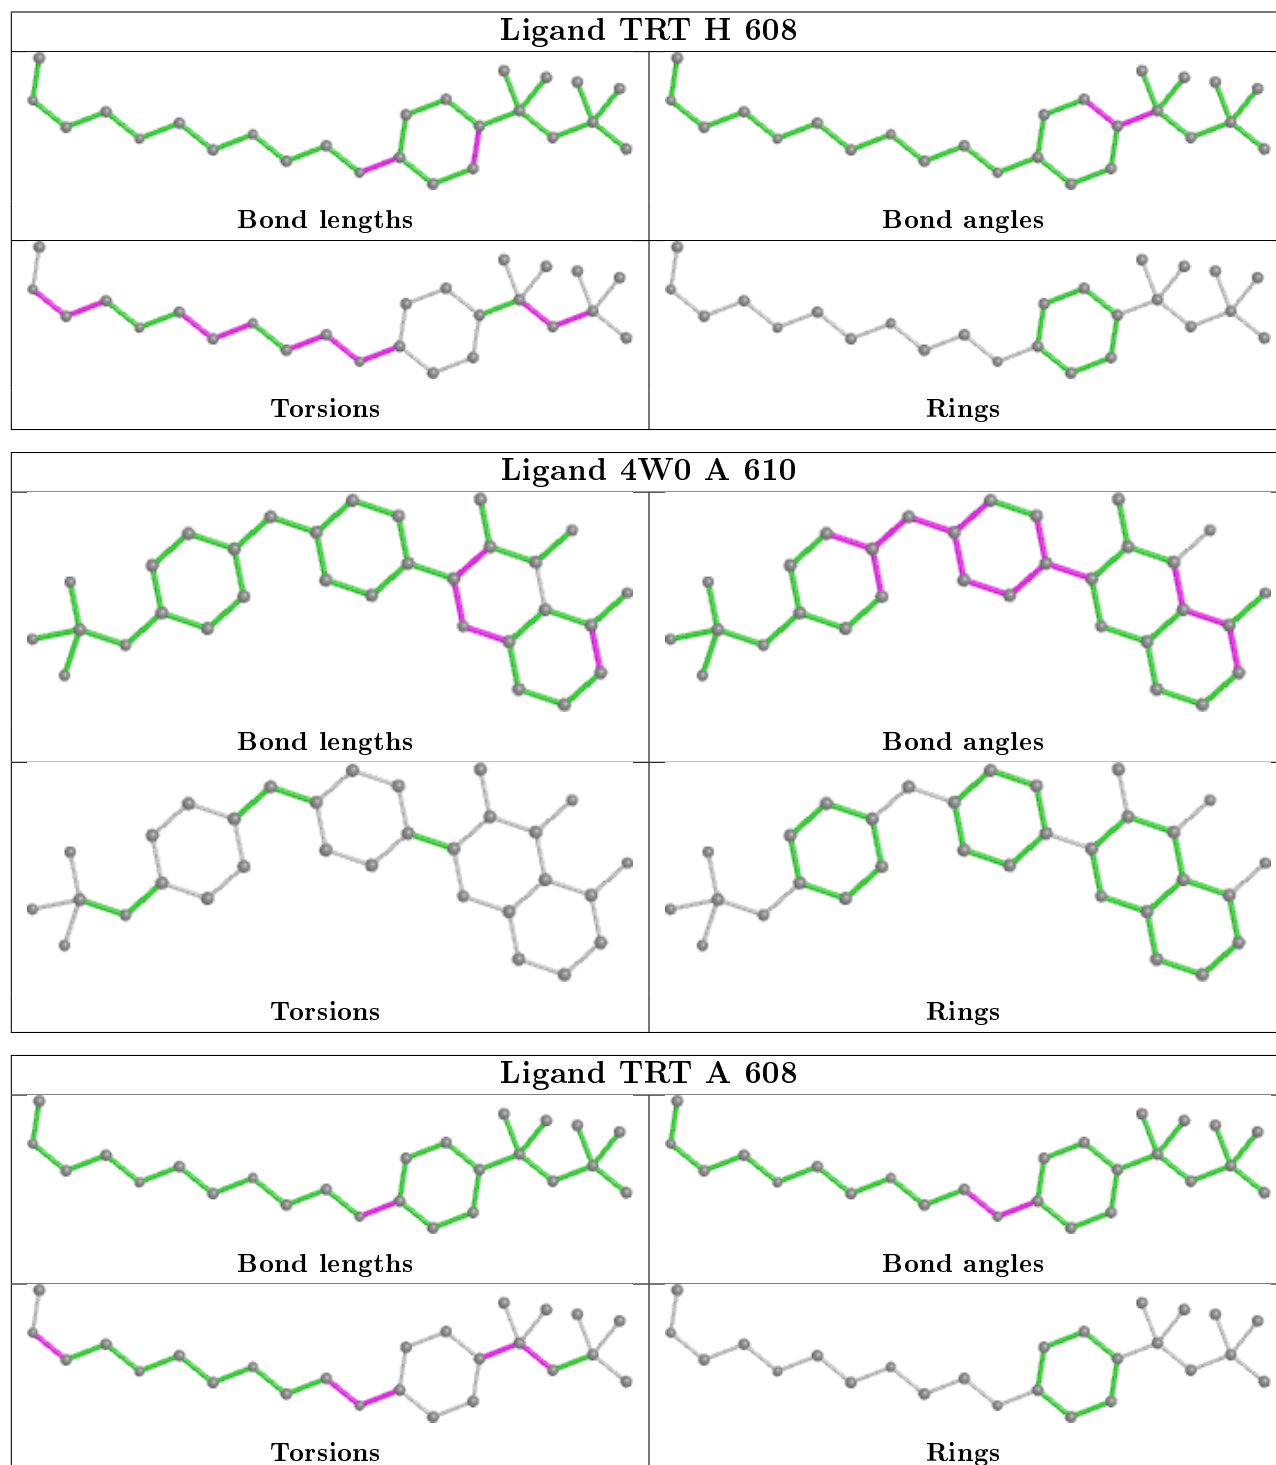 Ligand TRT H 608
Bond lengths
Bond angles
Torsions
Rings
Ligand 4W0 A 610
Bond lengths
Bond angles
Torsions
Rings
Ligand TRT A 608
Bond lengths
Bond angles
Torsions
Rings